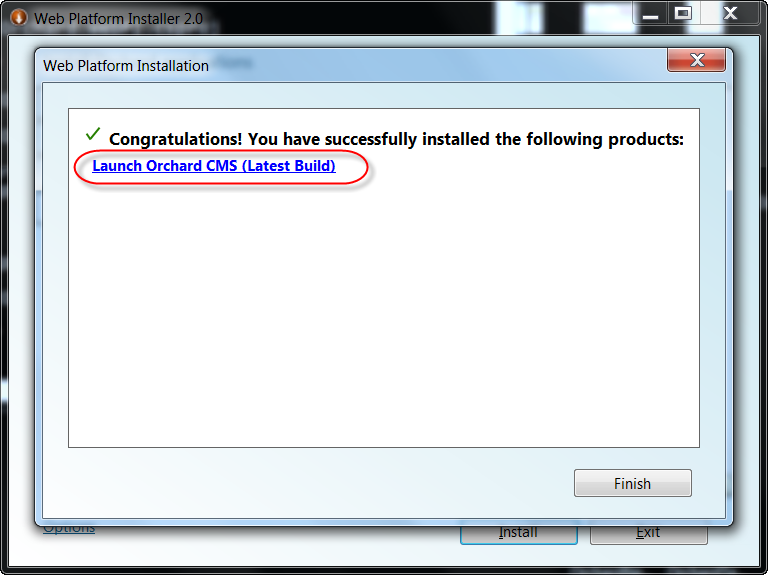 Web Platform Installer 2.0
Web Platform Installation
Congratulations! You have successfully installed the following products:
Launch Orchard CMS (Latest Build)
Finish
Options
Install
Exit